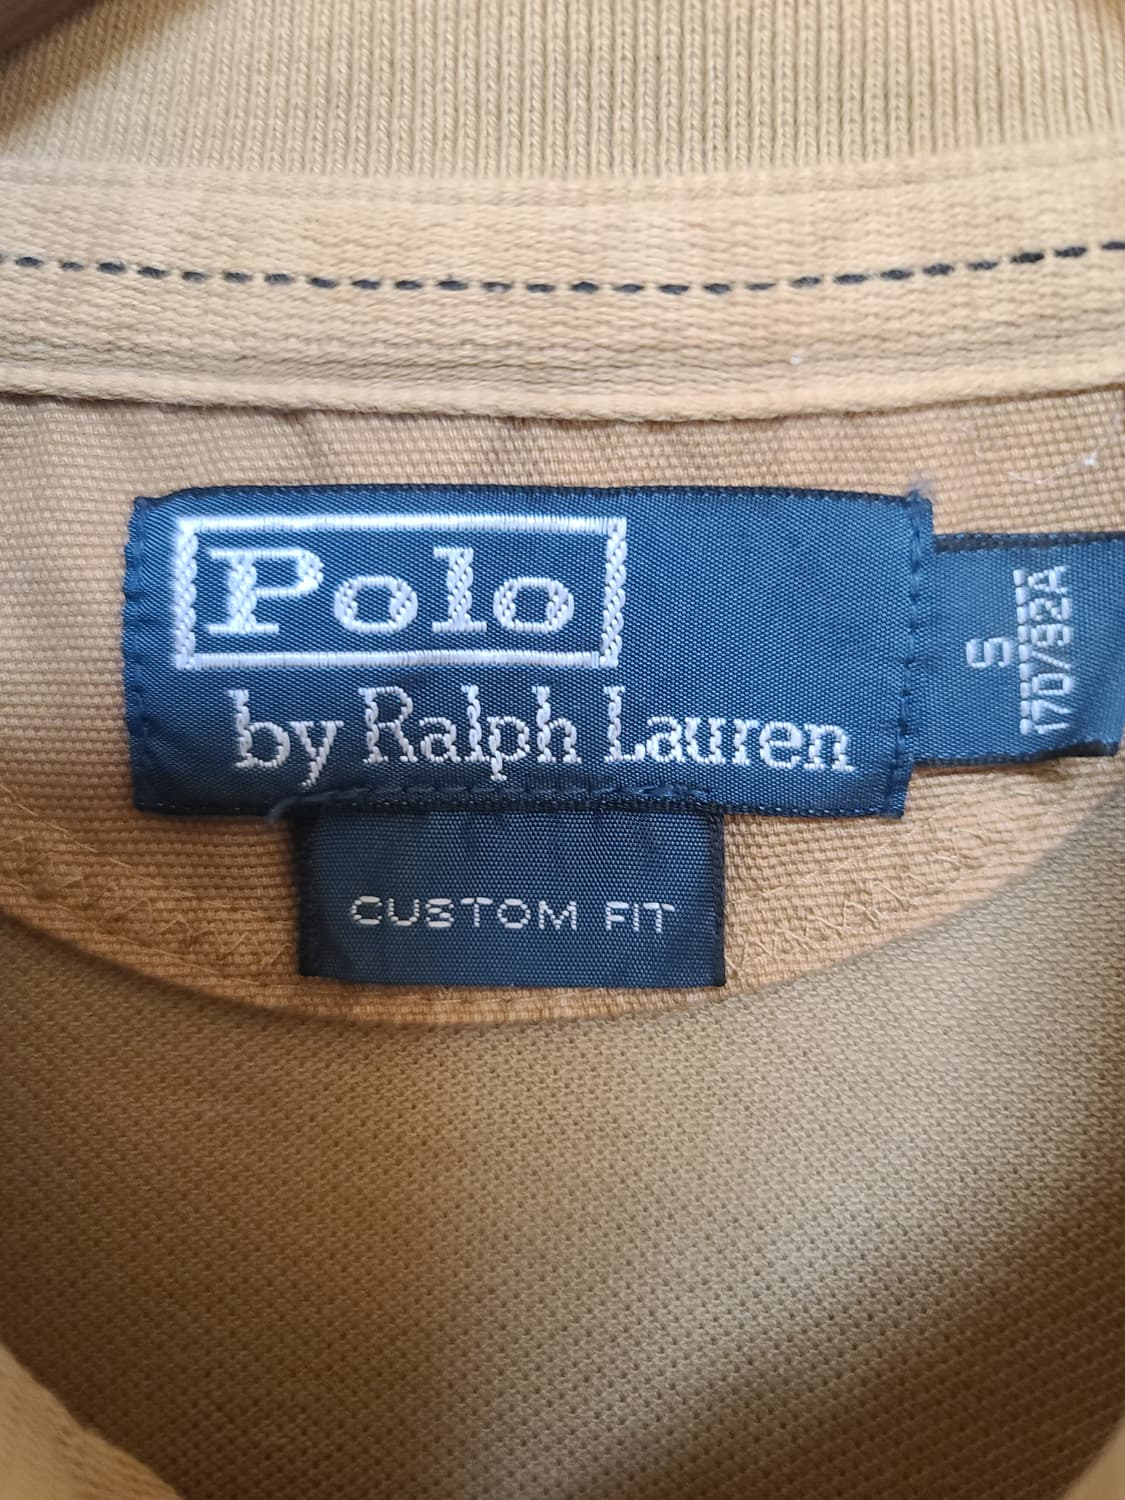 Polo
by Ralph Lauren
S
170/92A
CUSTOM FIT